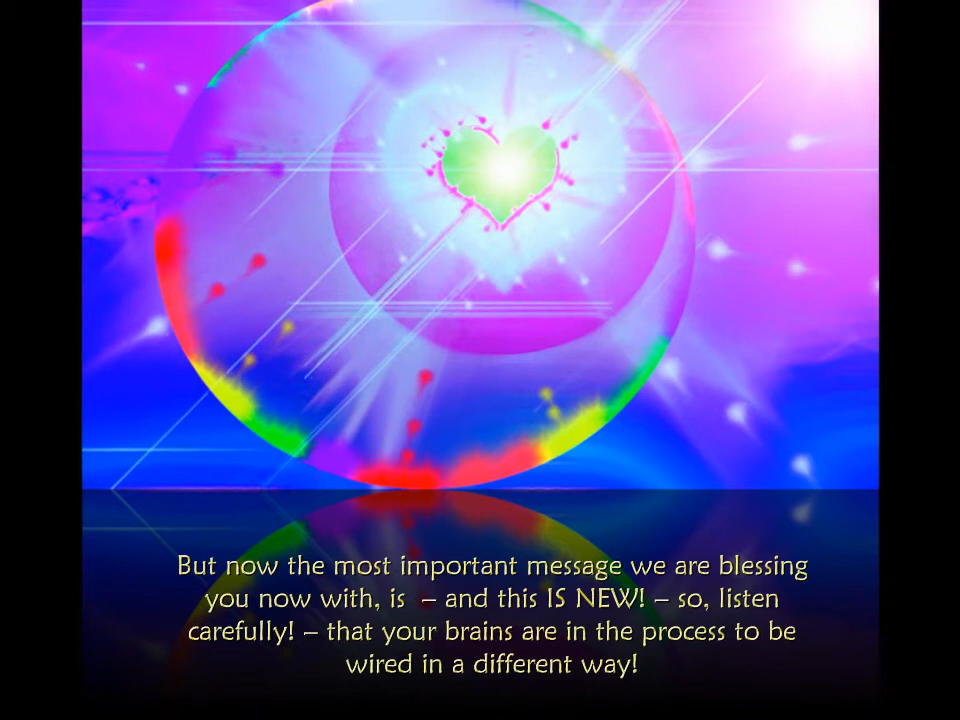 But now the most important message we are blessing
you now with, is – and this IS NEW! – so, listen
carefully! – that your brains are in the process to be
wired in a different way!